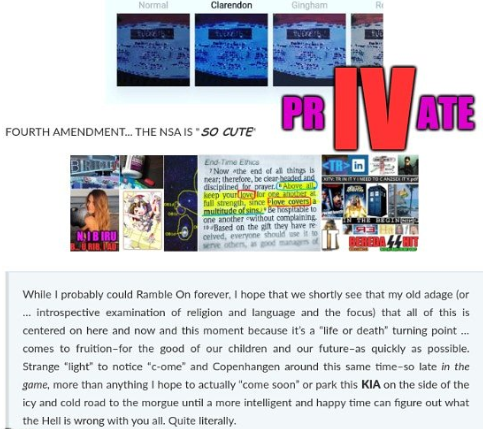 Normal Clarendon Gingham
PR IV ATE
FOURTH AMENDMENT... THE NSA IS "SO CUTE"
End-Time Ethics
7 Now the end of all things is
near; therefore, be clear-headed and
disciplined for prayer. Above all,
keep your love for one another at
full strength, since love covers a
multitude of sins. Be hospitable to
one another without complaining.
Based on the gift they have re-
ceived, everyone should use it to
serve others, as good managers of
<TR> in
NIBIRU
IN THE BEGIN
While I probably could Ramble On forever, I hope that we shortly see that my old adage (or
... introspective examination of religion and language and the focus) that all of this is
centered on here and now and this moment because it's a "life or death" turning point ...
comes to fruition–for the good of our children and our future–as quickly as possible.
Strange "light" to notice "c-ome" and Copenhangen around this same time–so late in the
game, more than anything I hope to actually "come soon" or park this KIA on the side of the
icy and cold road to the morgue until a more intelligent and happy time can figure out what
the Hell is wrong with you all. Quite literally.